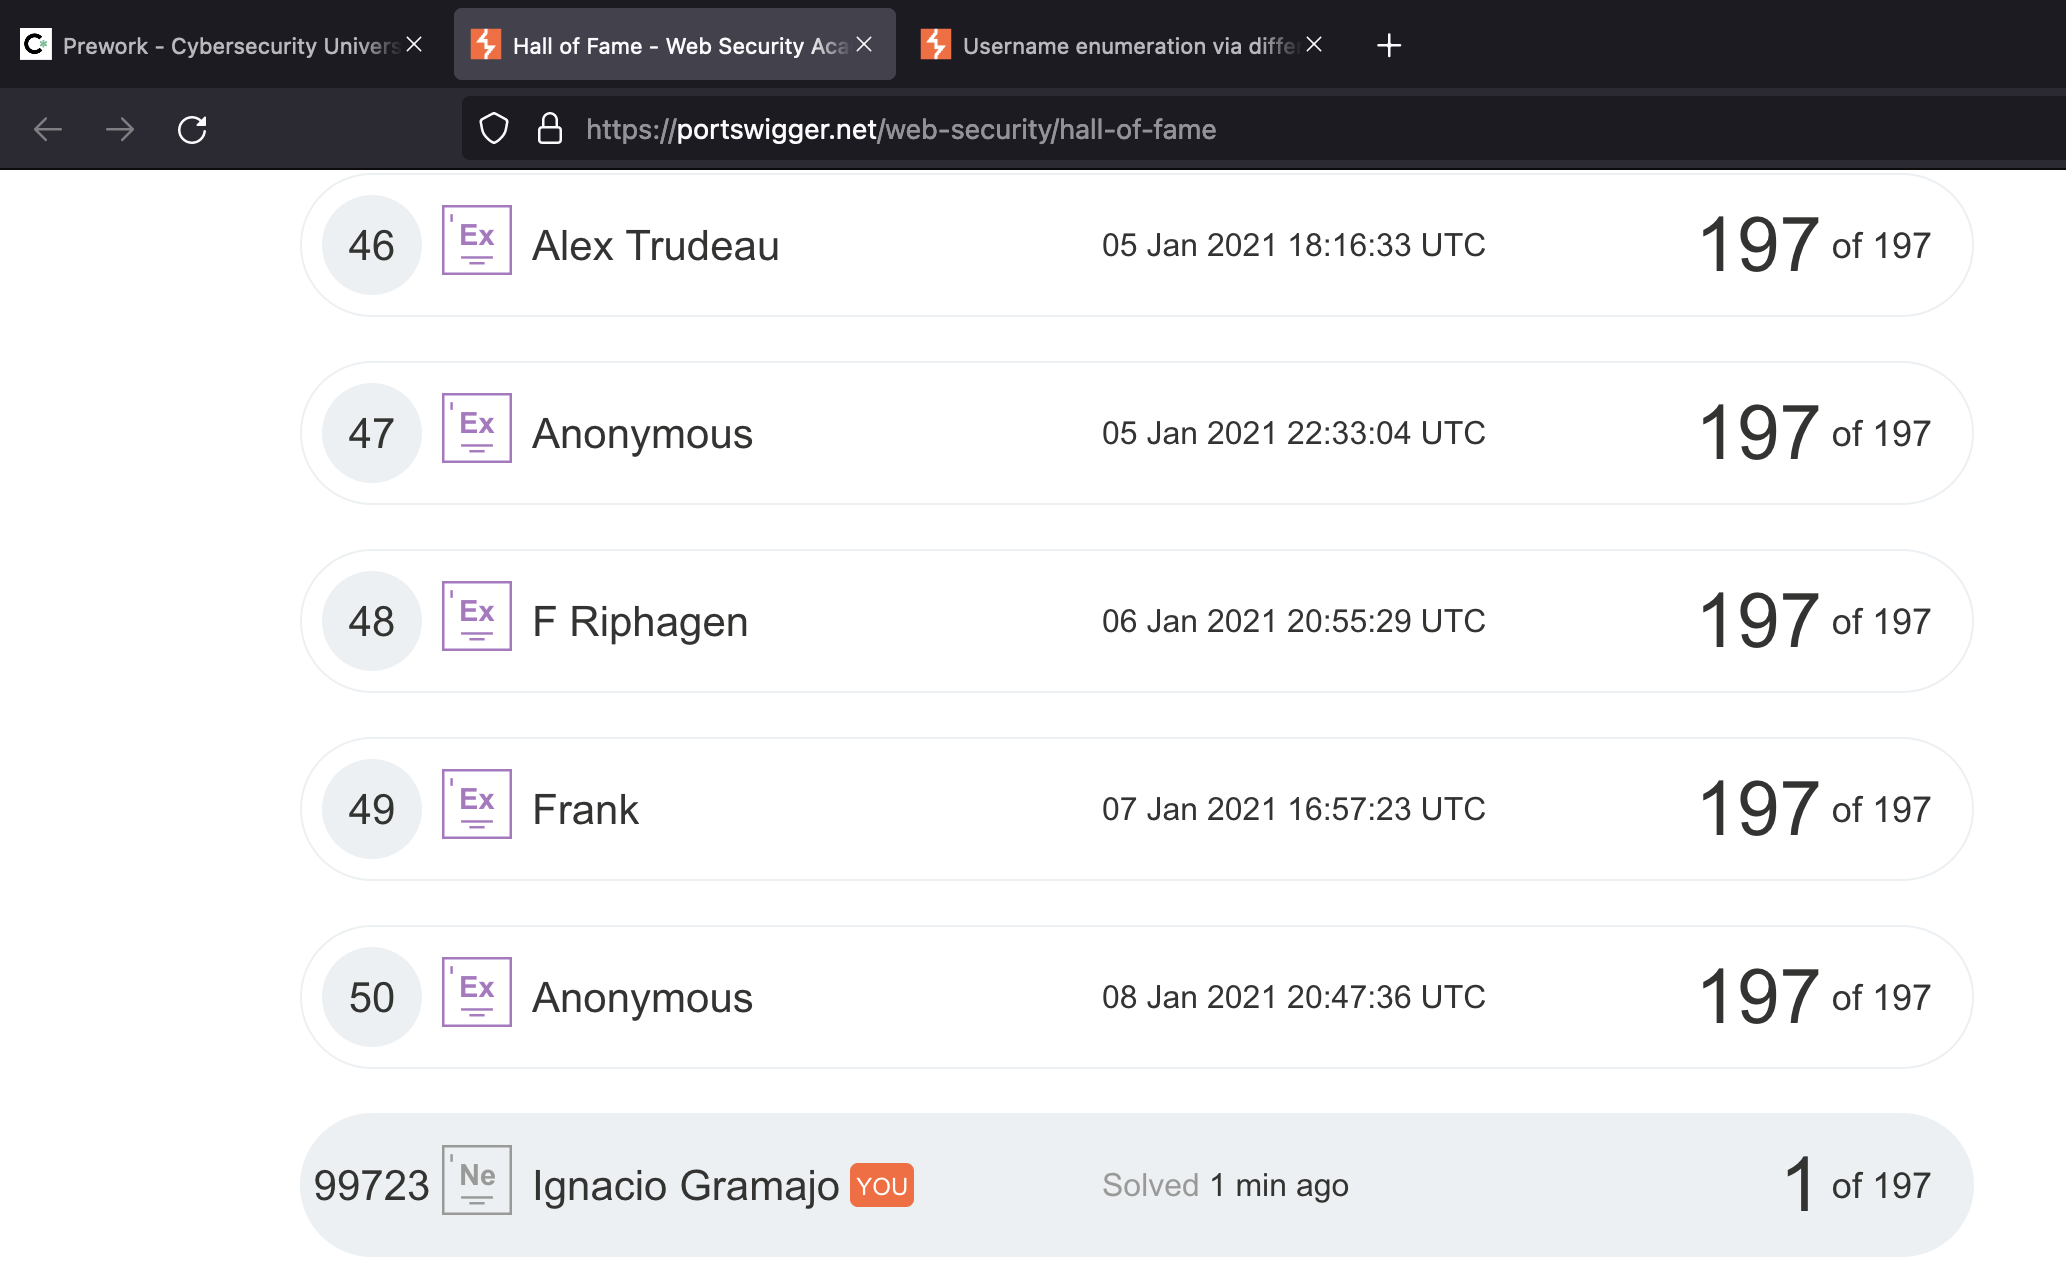 C*
Prework - Cybersecurity Univers
Hall of Fame - Web Security Aca
Username enumeration via differ
https://portswigger.net/web-security/hall-of-fame
46 'Ex Alex Trudeau 05 Jan 2021 18:16:33 UTC 197 of 197
47 'Ex Anonymous 05 Jan 2021 22:33:04 UTC 197 of 197
48 'Ex F Riphagen 06 Jan 2021 20:55:29 UTC 197 of 197
49 'Ex Frank 07 Jan 2021 16:57:23 UTC 197 of 197
50 'Ex Anonymous 08 Jan 2021 20:47:36 UTC 197 of 197
99723 'Ne Ignacio Gramajo YOU Solved 1 min ago 1 of 197